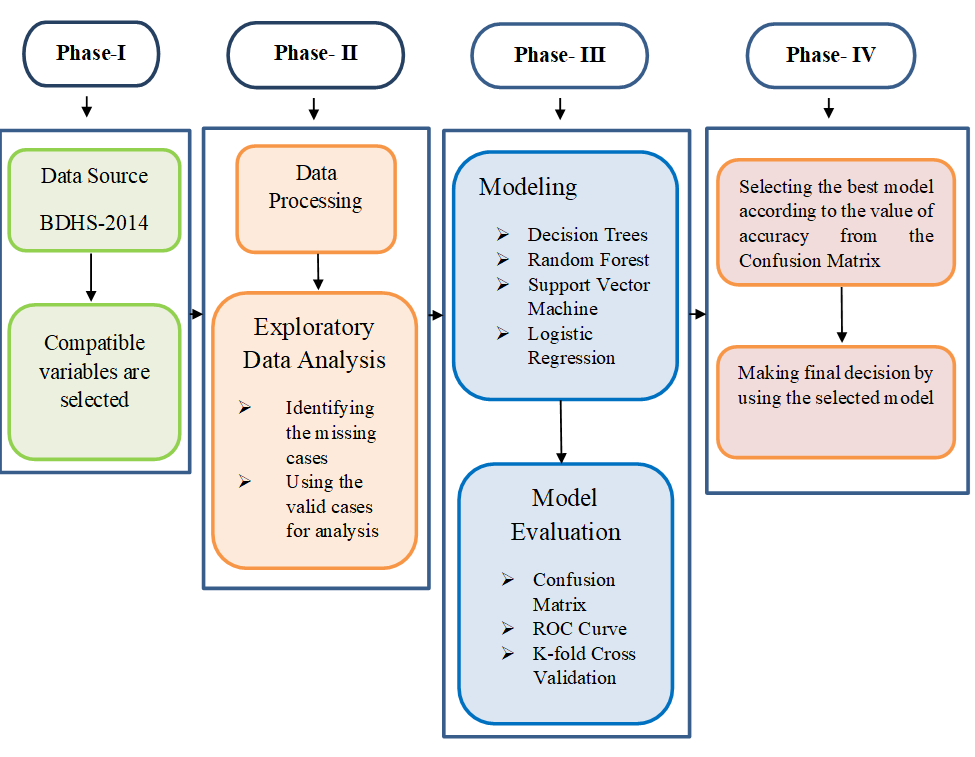 Phase-I
Data Source
BDHS-2014
Compatible
variables are
selected
Phase- II
Data
Processing
Exploratory
Data Analysis
➢ Identifying
the missing
cases
➢ Using the
valid cases
for analysis
Phase- III
Modeling
➢ Decision Trees
➢ Random Forest
➢ Support Vector
Machine
➢ Logistic
Regression
Model
Evaluation
➢ Confusion
Matrix
➢ ROC Curve
➢ K-fold Cross
Validation
Phase- IV
Selecting the best model
according to the value of
accuracy from the
Confusion Matrix
Making final decision by
using the selected model